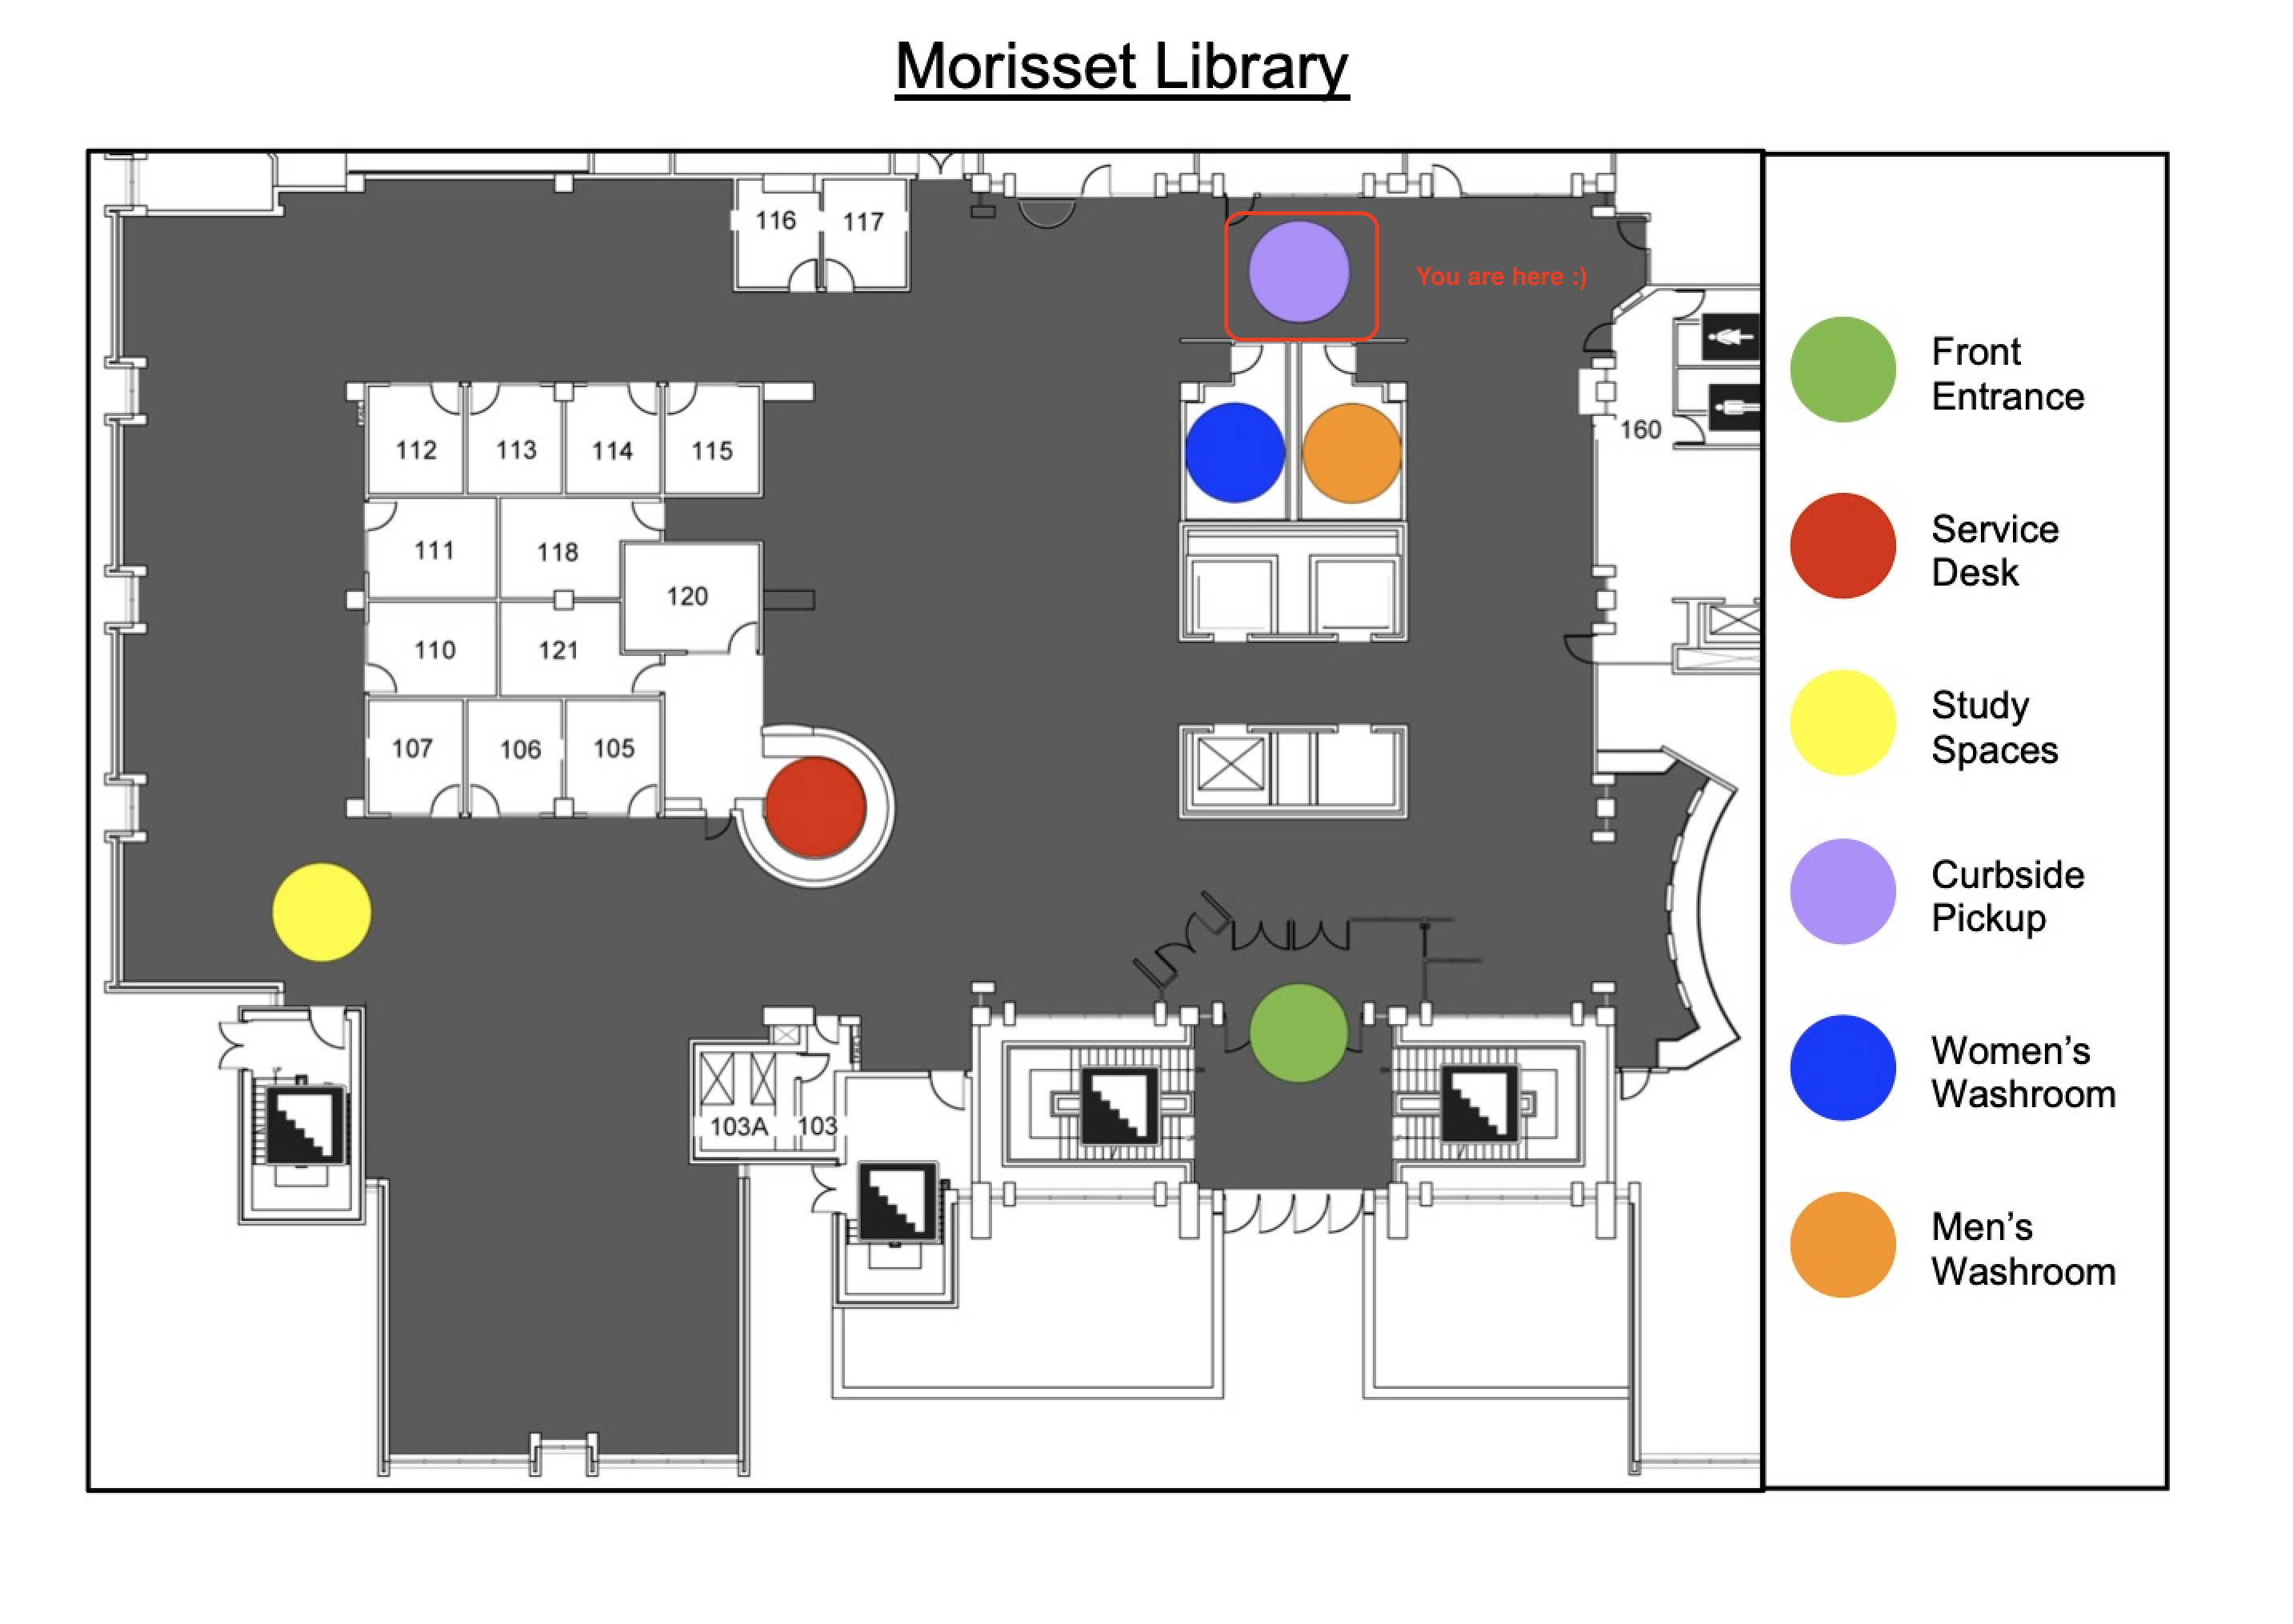 Morisset Library
116
117
You are here :)
Front
Entrance
160
112
113
114
115
Service
Desk
111
118
120
110
121
Study
Spaces
107
106
105
Curbside
Pickup
Women’s
Washroom
103A
103
Men’s
Washroom